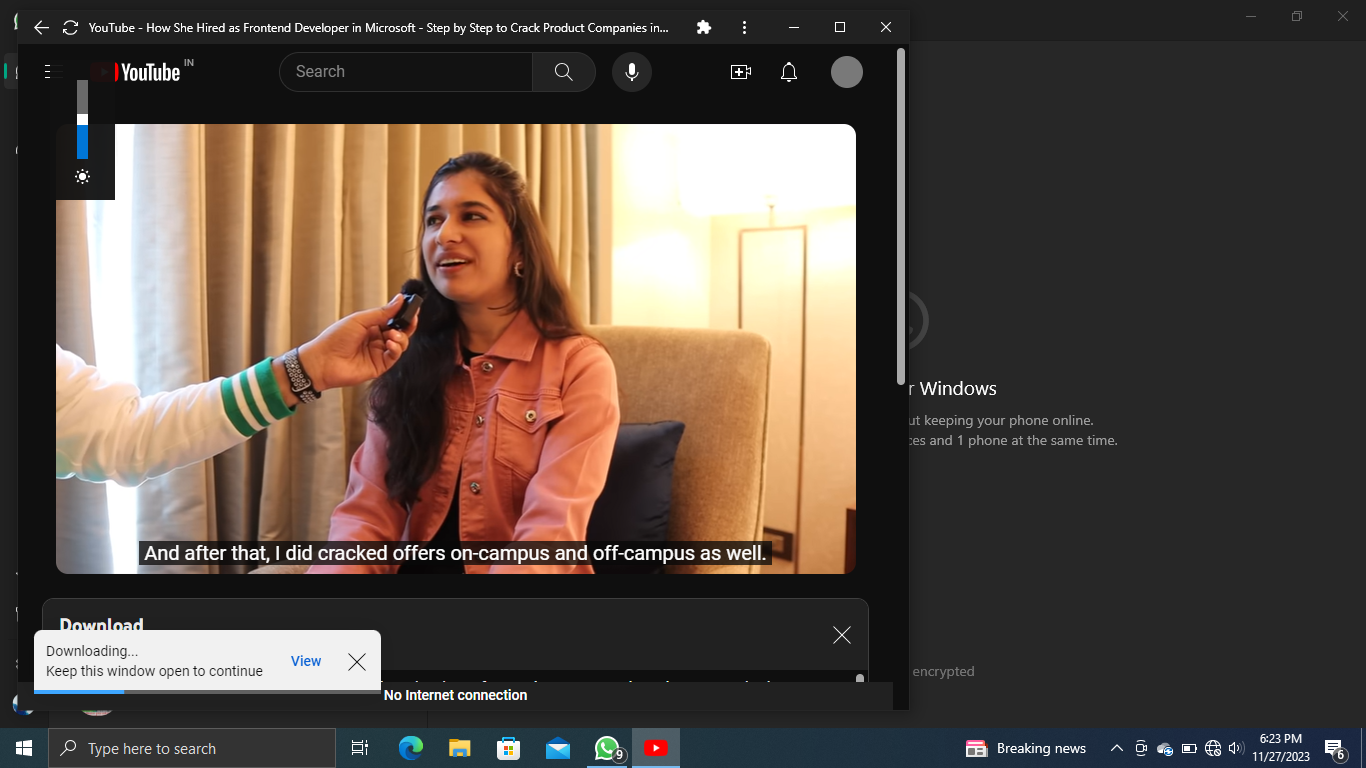 YouTube - How She Hired as Frontend Developer in Microsoft - Step by Step to Crack Product Companies in...
YouTube IN
Search
And after that, I did cracked offers on-campus and off-campus as well.
Download
Downloading...
Keep this window open to continue
View
No Internet connection
r Windows
ut keeping your phone online.
ces and 1 phone at the same time.
encrypted
Type here to search
9
Breaking news
6:23 PM
11/27/2023
6